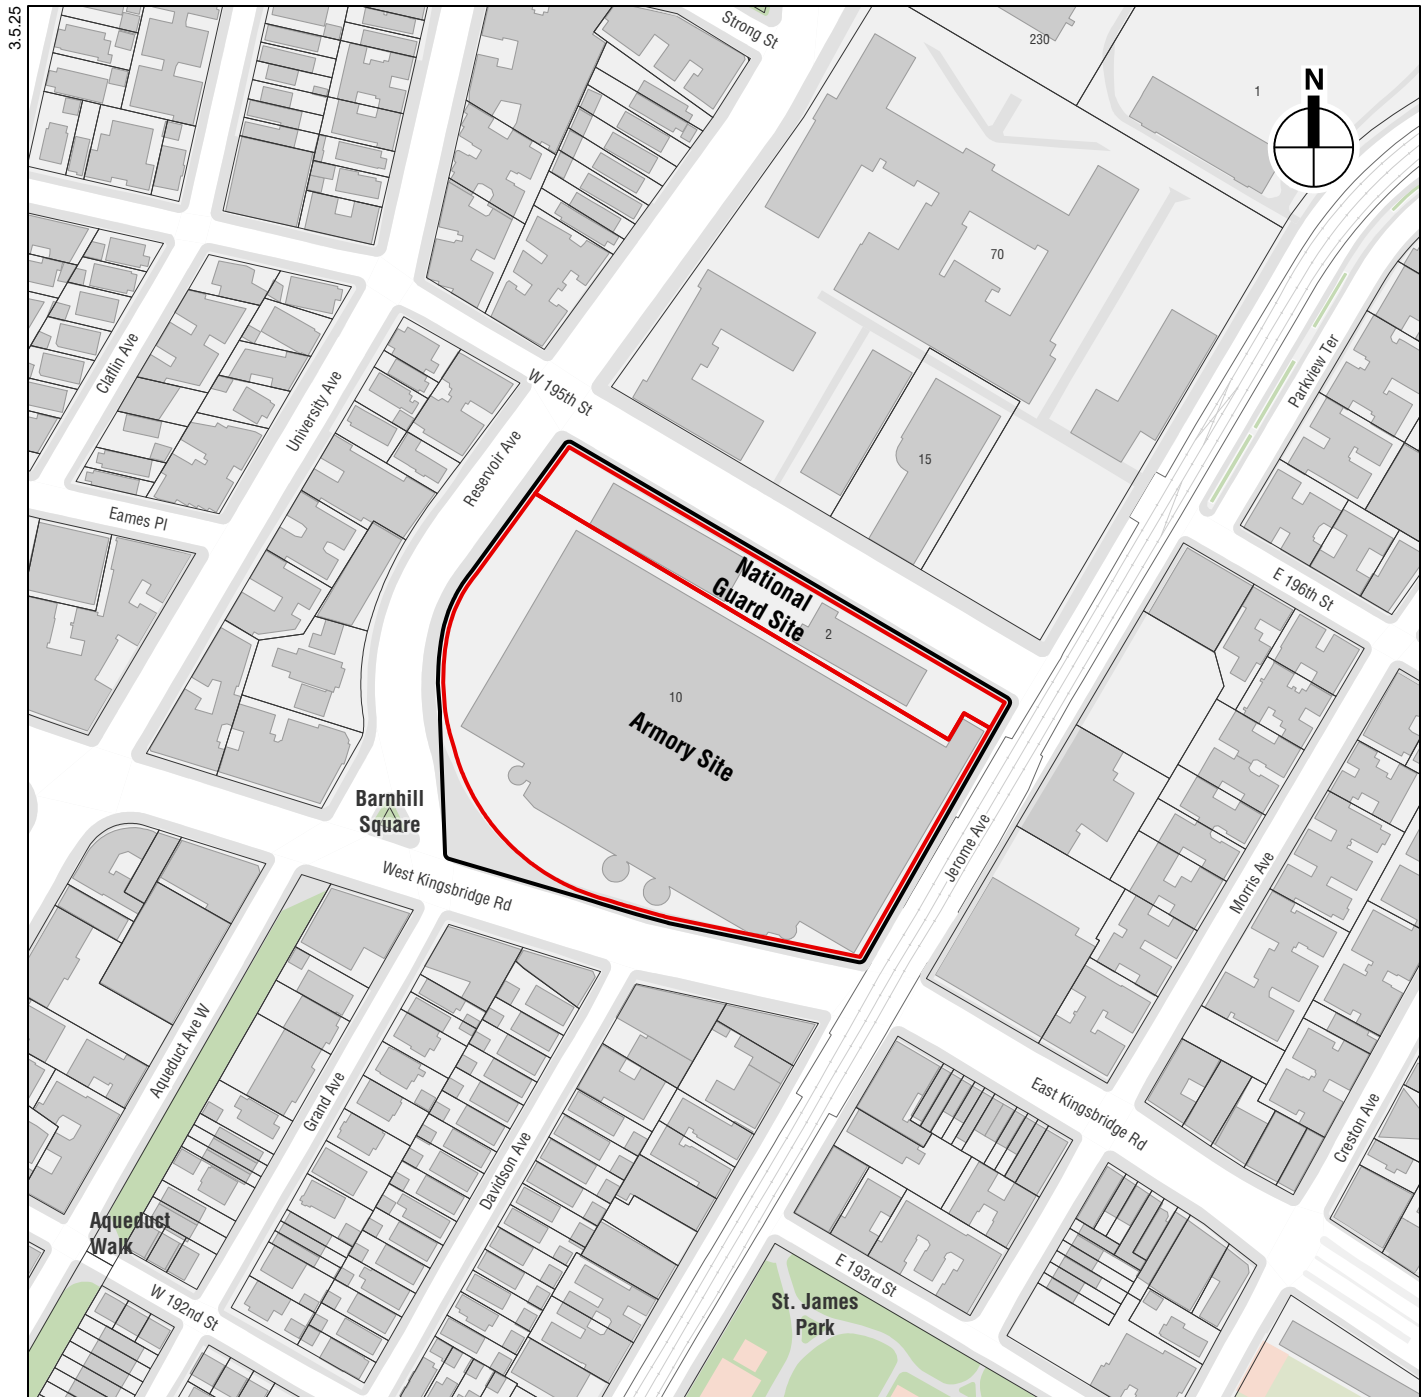 3.5.25
Strong St
230
1
N
70
Claflin Ave
University Ave
W 195th St
Parkview Ter
Reservoir Ave
15
Eames Pl
E 196th St
National
Guard Site
2
10
Armory Site
Barnhill
Square
Jerome Ave
West Kingsbridge Rd
Morris Ave
Aqueduct Ave W
Grand Ave
East Kingsbridge Rd
Creston Ave
Davidson Ave
Aqueduct
Walk
E 193rd St
W 192nd St
St. James
Park